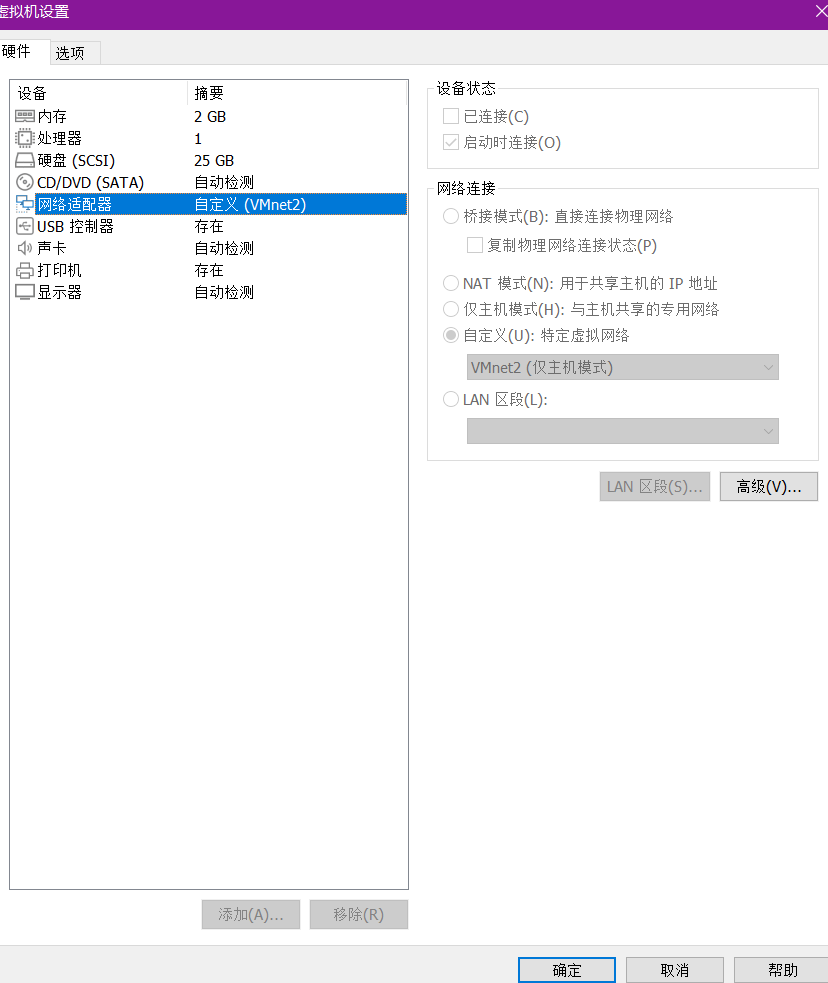 虚拟机设置
硬件 选项
设备 摘要
内存 2 GB
处理器 1
硬盘 (SCSI) 25 GB
CD/DVD (SATA) 自动检测
网络适配器 自定义 (VMnet2)
USB 控制器 存在
声卡 自动检测
打印机 存在
显示器 自动检测
添加(A)... 移除(R)
设备状态
已连接(C)
启动时连接(O)
网络连接
桥接模式(B): 直接连接物理网络
复制物理网络连接状态(P)
NAT 模式(N): 用于共享主机的 IP 地址
仅主机模式(H): 与主机共享的专用网络
自定义(U): 特定虚拟网络
VMnet2 (仅主机模式)
LAN 区段(L):
LAN 区段(S)... 高级(V)...
确定 取消 帮助